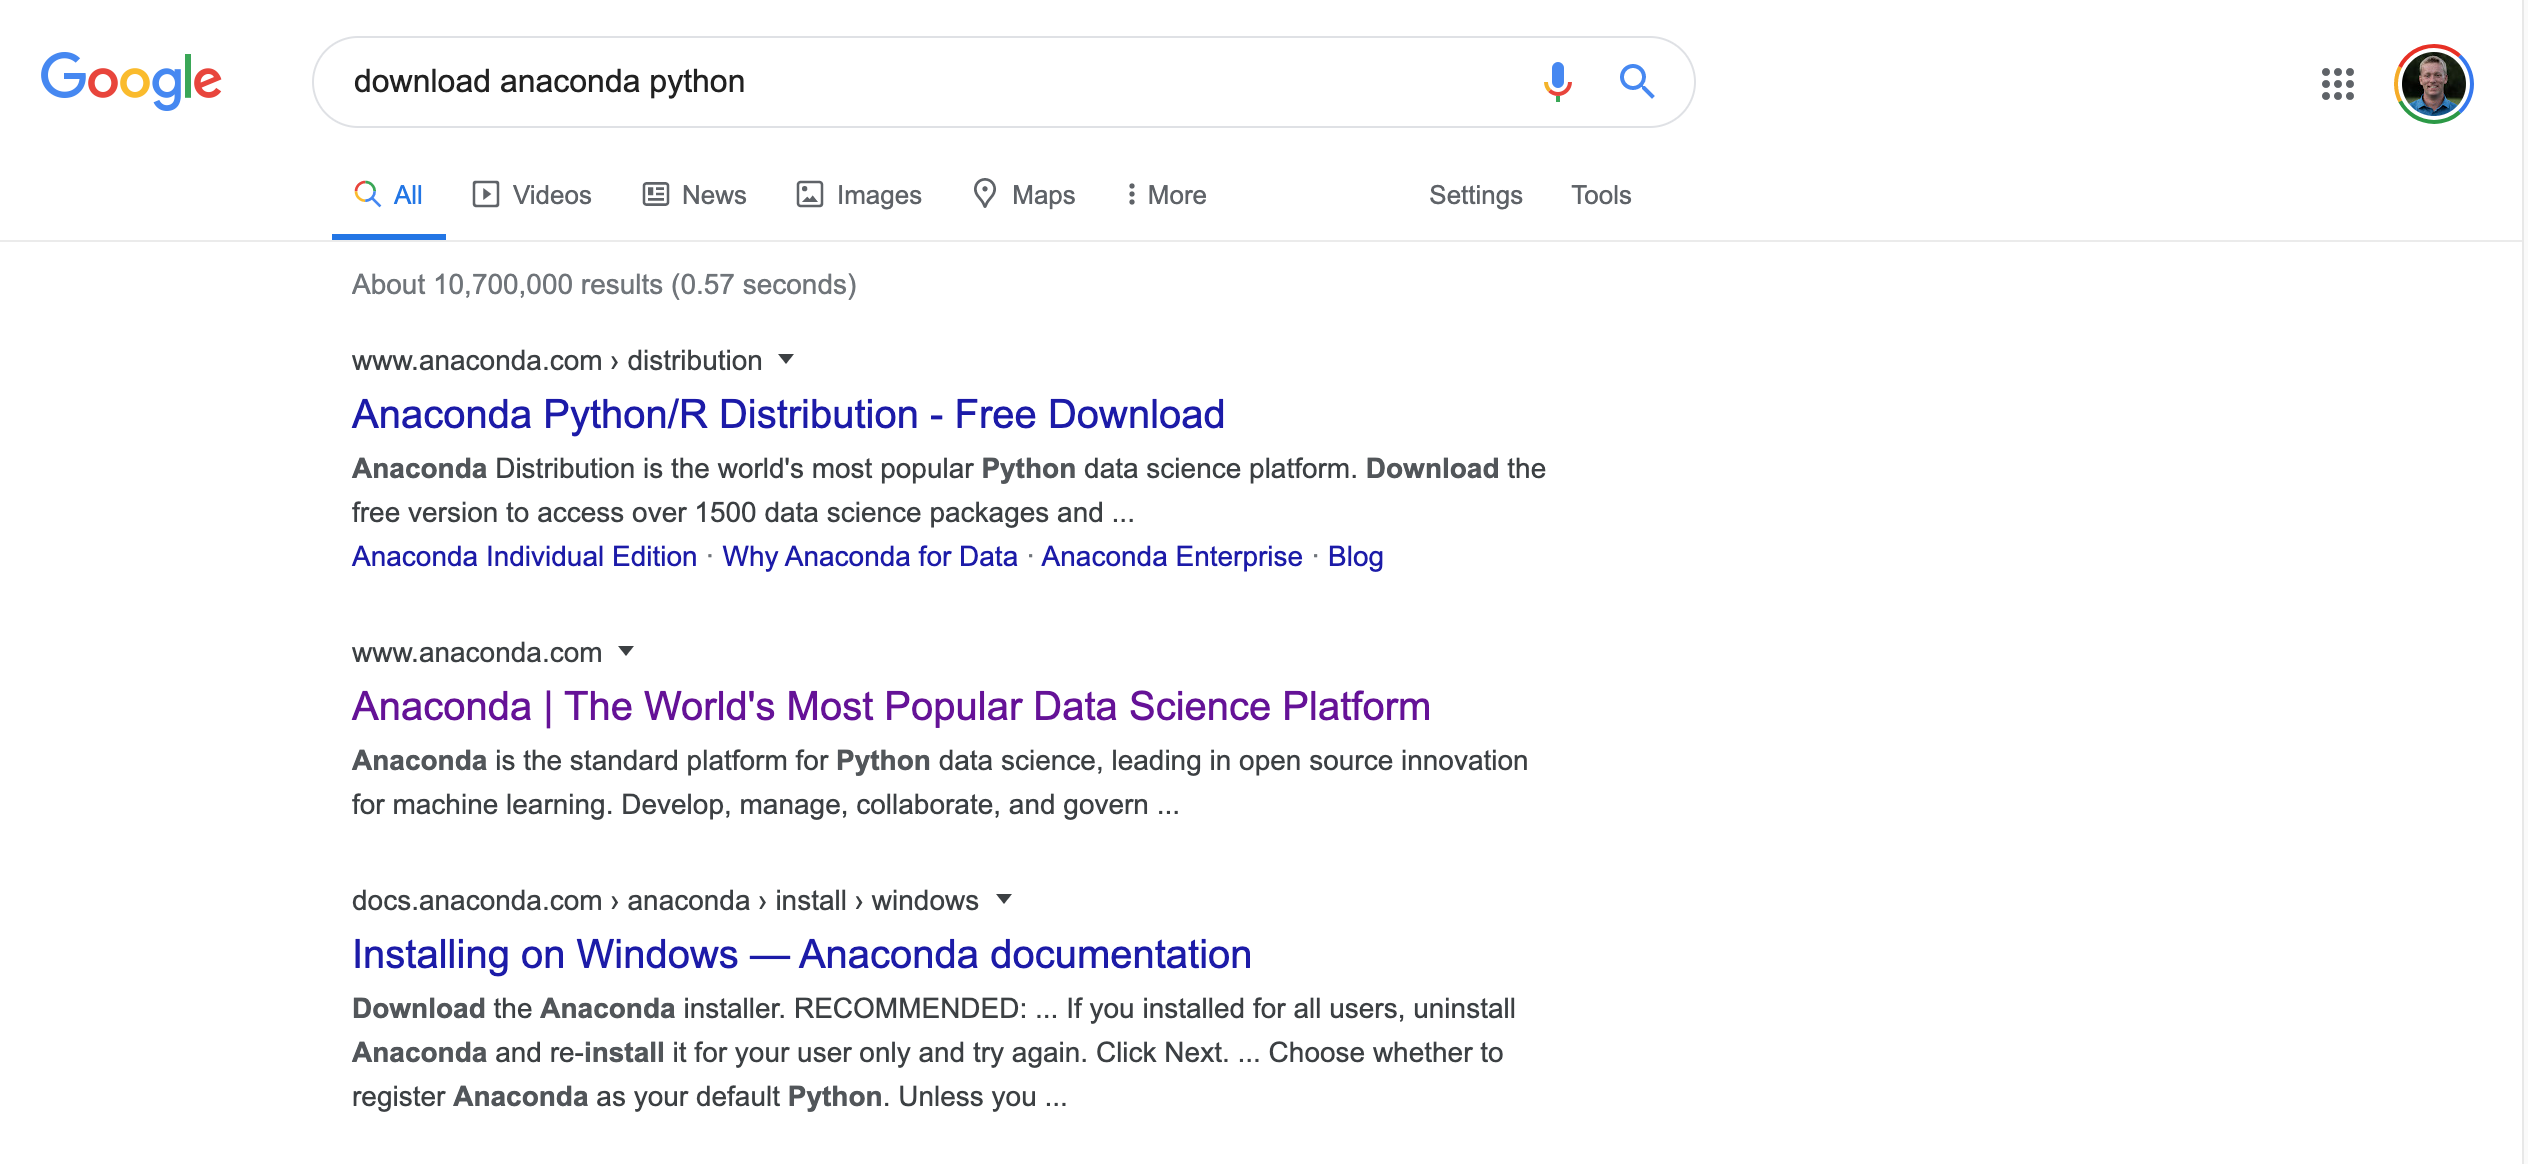 Google
download anaconda python
All Videos News Images Maps More Settings Tools
About 10,700,000 results (0.57 seconds)
www.anaconda.com › distribution
Anaconda Python/R Distribution - Free Download
Anaconda Distribution is the world's most popular Python data science platform. Download the
free version to access over 1500 data science packages and ...
Anaconda Individual Edition · Why Anaconda for Data · Anaconda Enterprise · Blog
www.anaconda.com
Anaconda | The World's Most Popular Data Science Platform
Anaconda is the standard platform for Python data science, leading in open source innovation
for machine learning. Develop, manage, collaborate, and govern ...
docs.anaconda.com › anaconda › install › windows
Installing on Windows — Anaconda documentation
Download the Anaconda installer. RECOMMENDED: ... If you installed for all users, uninstall
Anaconda and re-install it for your user only and try again. Click Next. ... Choose whether to
register Anaconda as your default Python. Unless you ...